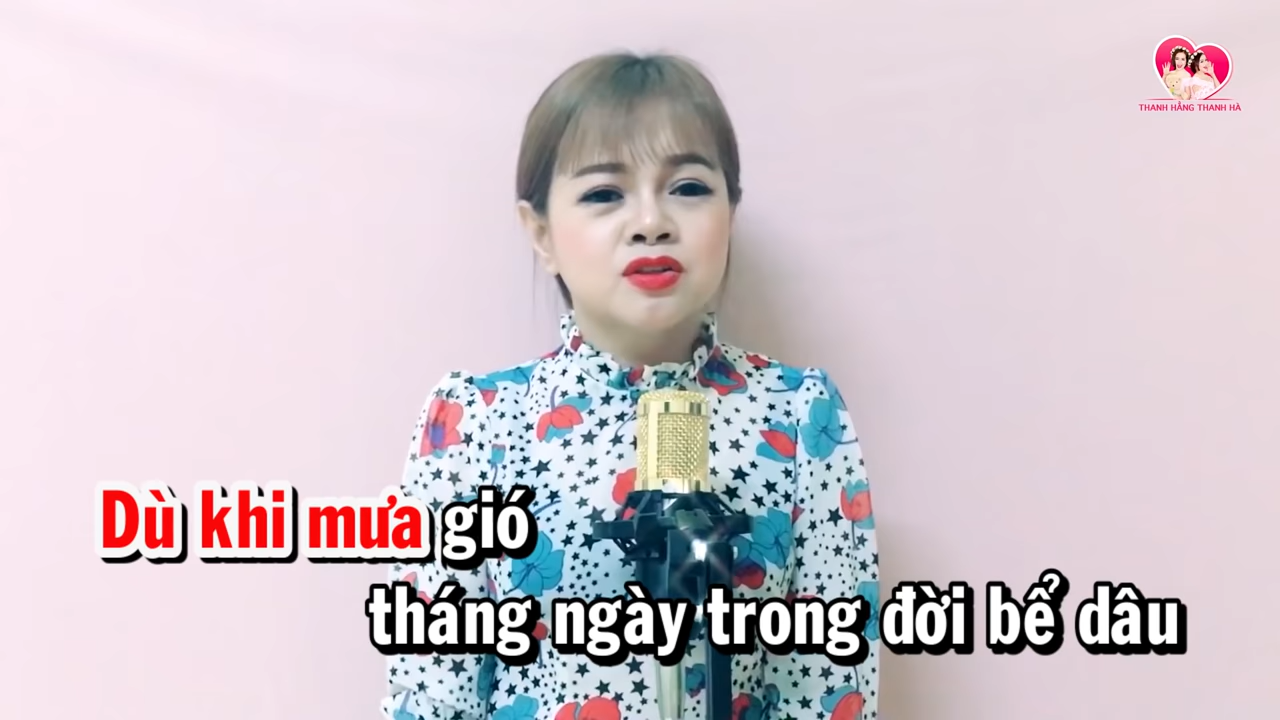 THANH HẰNG THANH HÀ
Dù khi mưa gió
tháng ngày trong đời bể dâu